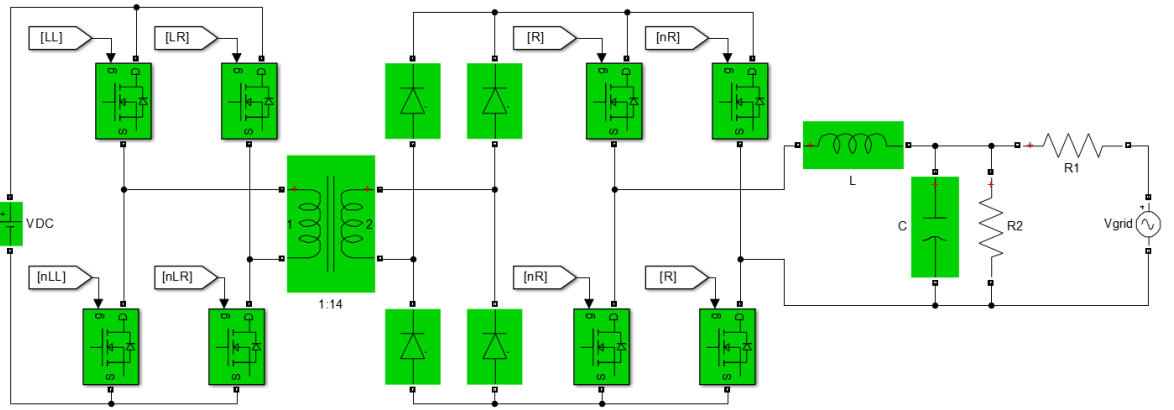 [LL]
[LR]
[R]
[nR]
g
D
S
g
D
S
g
D
S
g
D
S
VDC
1
2
1:14
L
R1
C
R2
Vgrid
[nLL]
[nLR]
[nR]
[R]
g
D
S
g
D
S
g
D
S
g
D
S